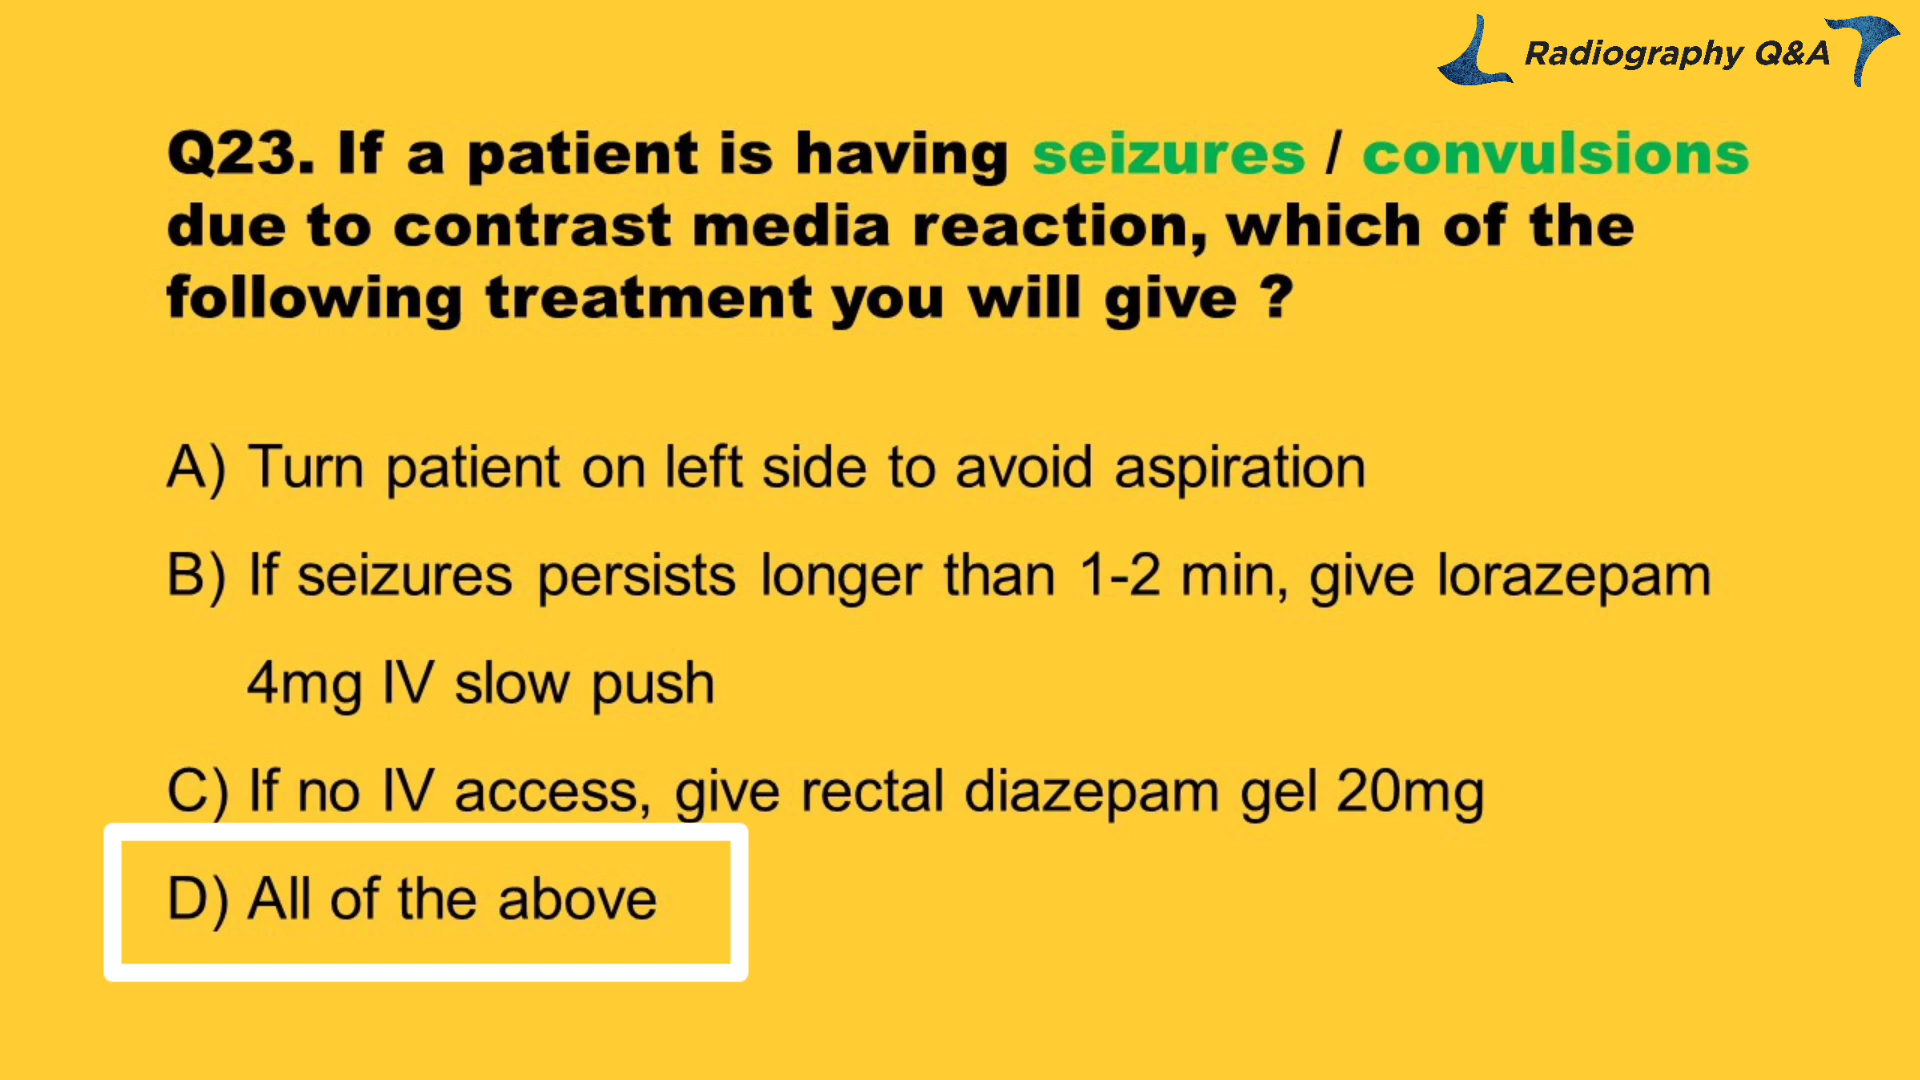 Radiography Q&A
Q23. If a patient is having seizures / convulsions
due to contrast media reaction, which of the
following treatment you will give ?
A) Turn patient on left side to avoid aspiration
B) If seizures persists longer than 1-2 min, give lorazepam
4mg IV slow push
C) If no IV access, give rectal diazepam gel 20mg
D) All of the above